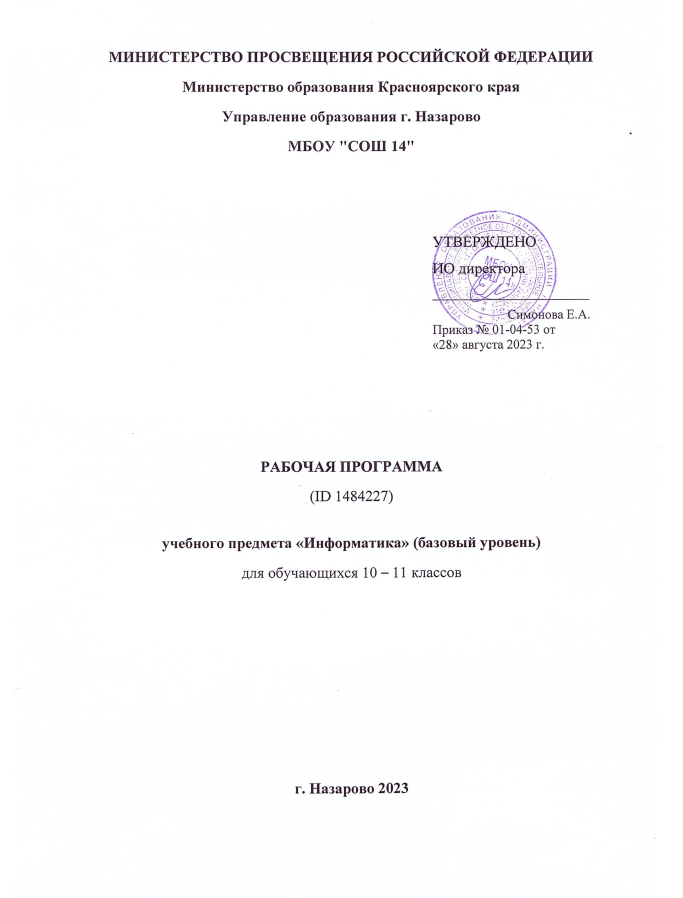 МИНИСТЕРСТВО ПРОСВЕЩЕНИЯ РОССИЙСКОЙ ФЕДЕРАЦИИ
Министерство образования Красноярского края
Управление образования г. Назарово
МБОУ "СОШ 14"
УТВЕРЖДЕНО
ИО директора
Симонова Е.А.
Приказ № 01-04-53 от
«28» августа 2023 г.
РАБОЧАЯ ПРОГРАММА
(ID 1484227)
учебного предмета «Информатика» (базовый уровень)
для обучающихся 10 – 11 классов
г. Назарово 2023